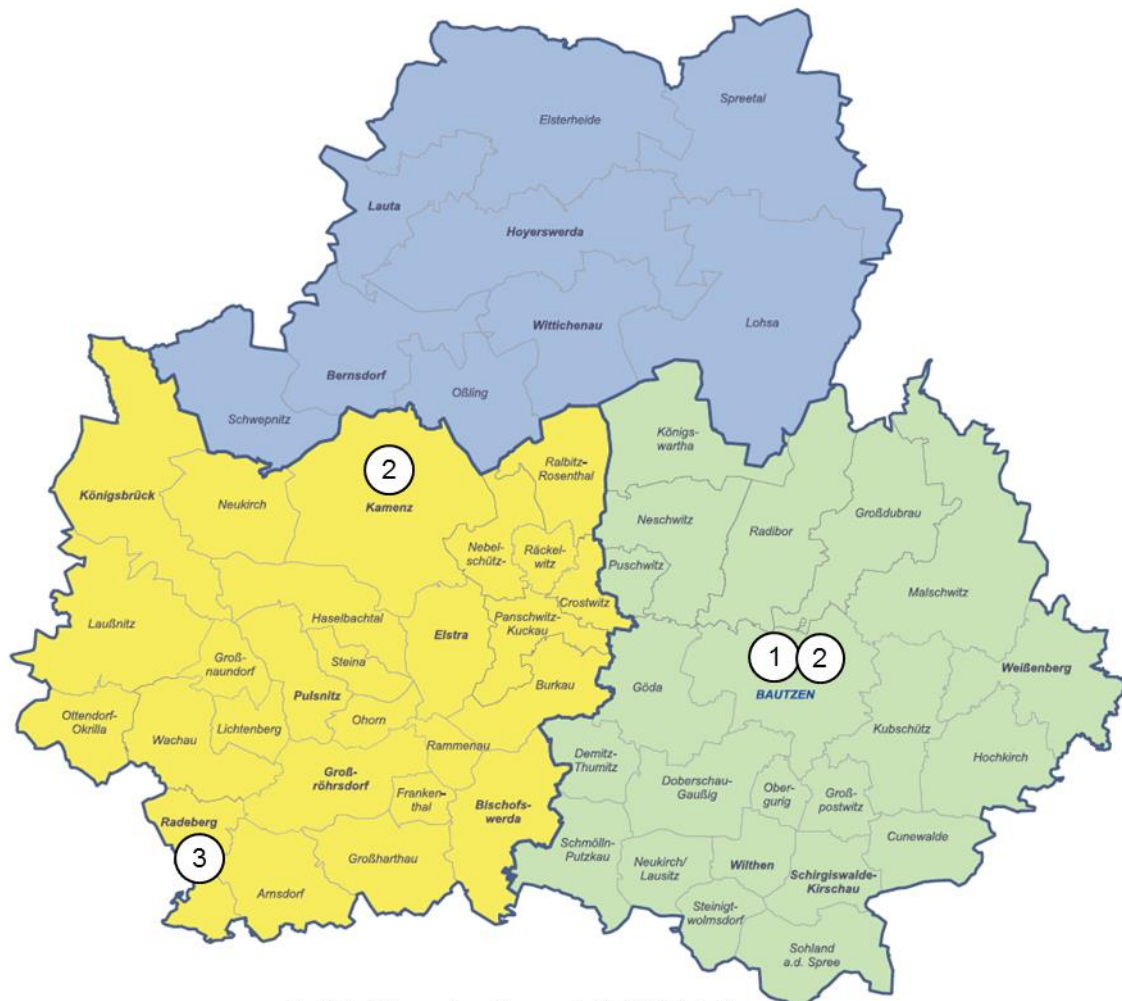 Spreetal
Elsterheide
Lauta
Hoyerswerda
Wittichenau
Lohsa
Bernsdorf
Oßling
Schwepnitz
Königs-
wartha
2
Ralbitz-
Rosenthal
Königsbrück
Neukirch
Kamenz
Neschwitz
Radibor
Großdubrau
Nebel-
schütz-
Räckel-
witz
Puschwitz
Malschwitz
Crostwitz
Haselbachtal
Panschwitz-
Kuckau
Laußnitz
Elstra
Groß-
naundorf
Steina
1
2
Weißenberg
Burkau
Göda
BAUTZEN
Pulsnitz
Ottendorf-
Okrilla
Lichtenberg
Ohorn
Kubschütz
Wachau
Rammenau
Demitz-
Thumitz
Hochkirch
Groß-
röhrsdorf
Franken-
thal
Doberschau-
Gaußig
Ober-
gurig
Groß-
postwitz
Bischofs-
werda
Radeberg
3
Cunewalde
Schmölln-
Putzkau
Großharthau
Neukirch/
Lausitz
Wilthen
Arnsdorf
Schirgiswalde-
Kirschau
Steinigt-
wolmsdorf
Sohland
a.d. Spree